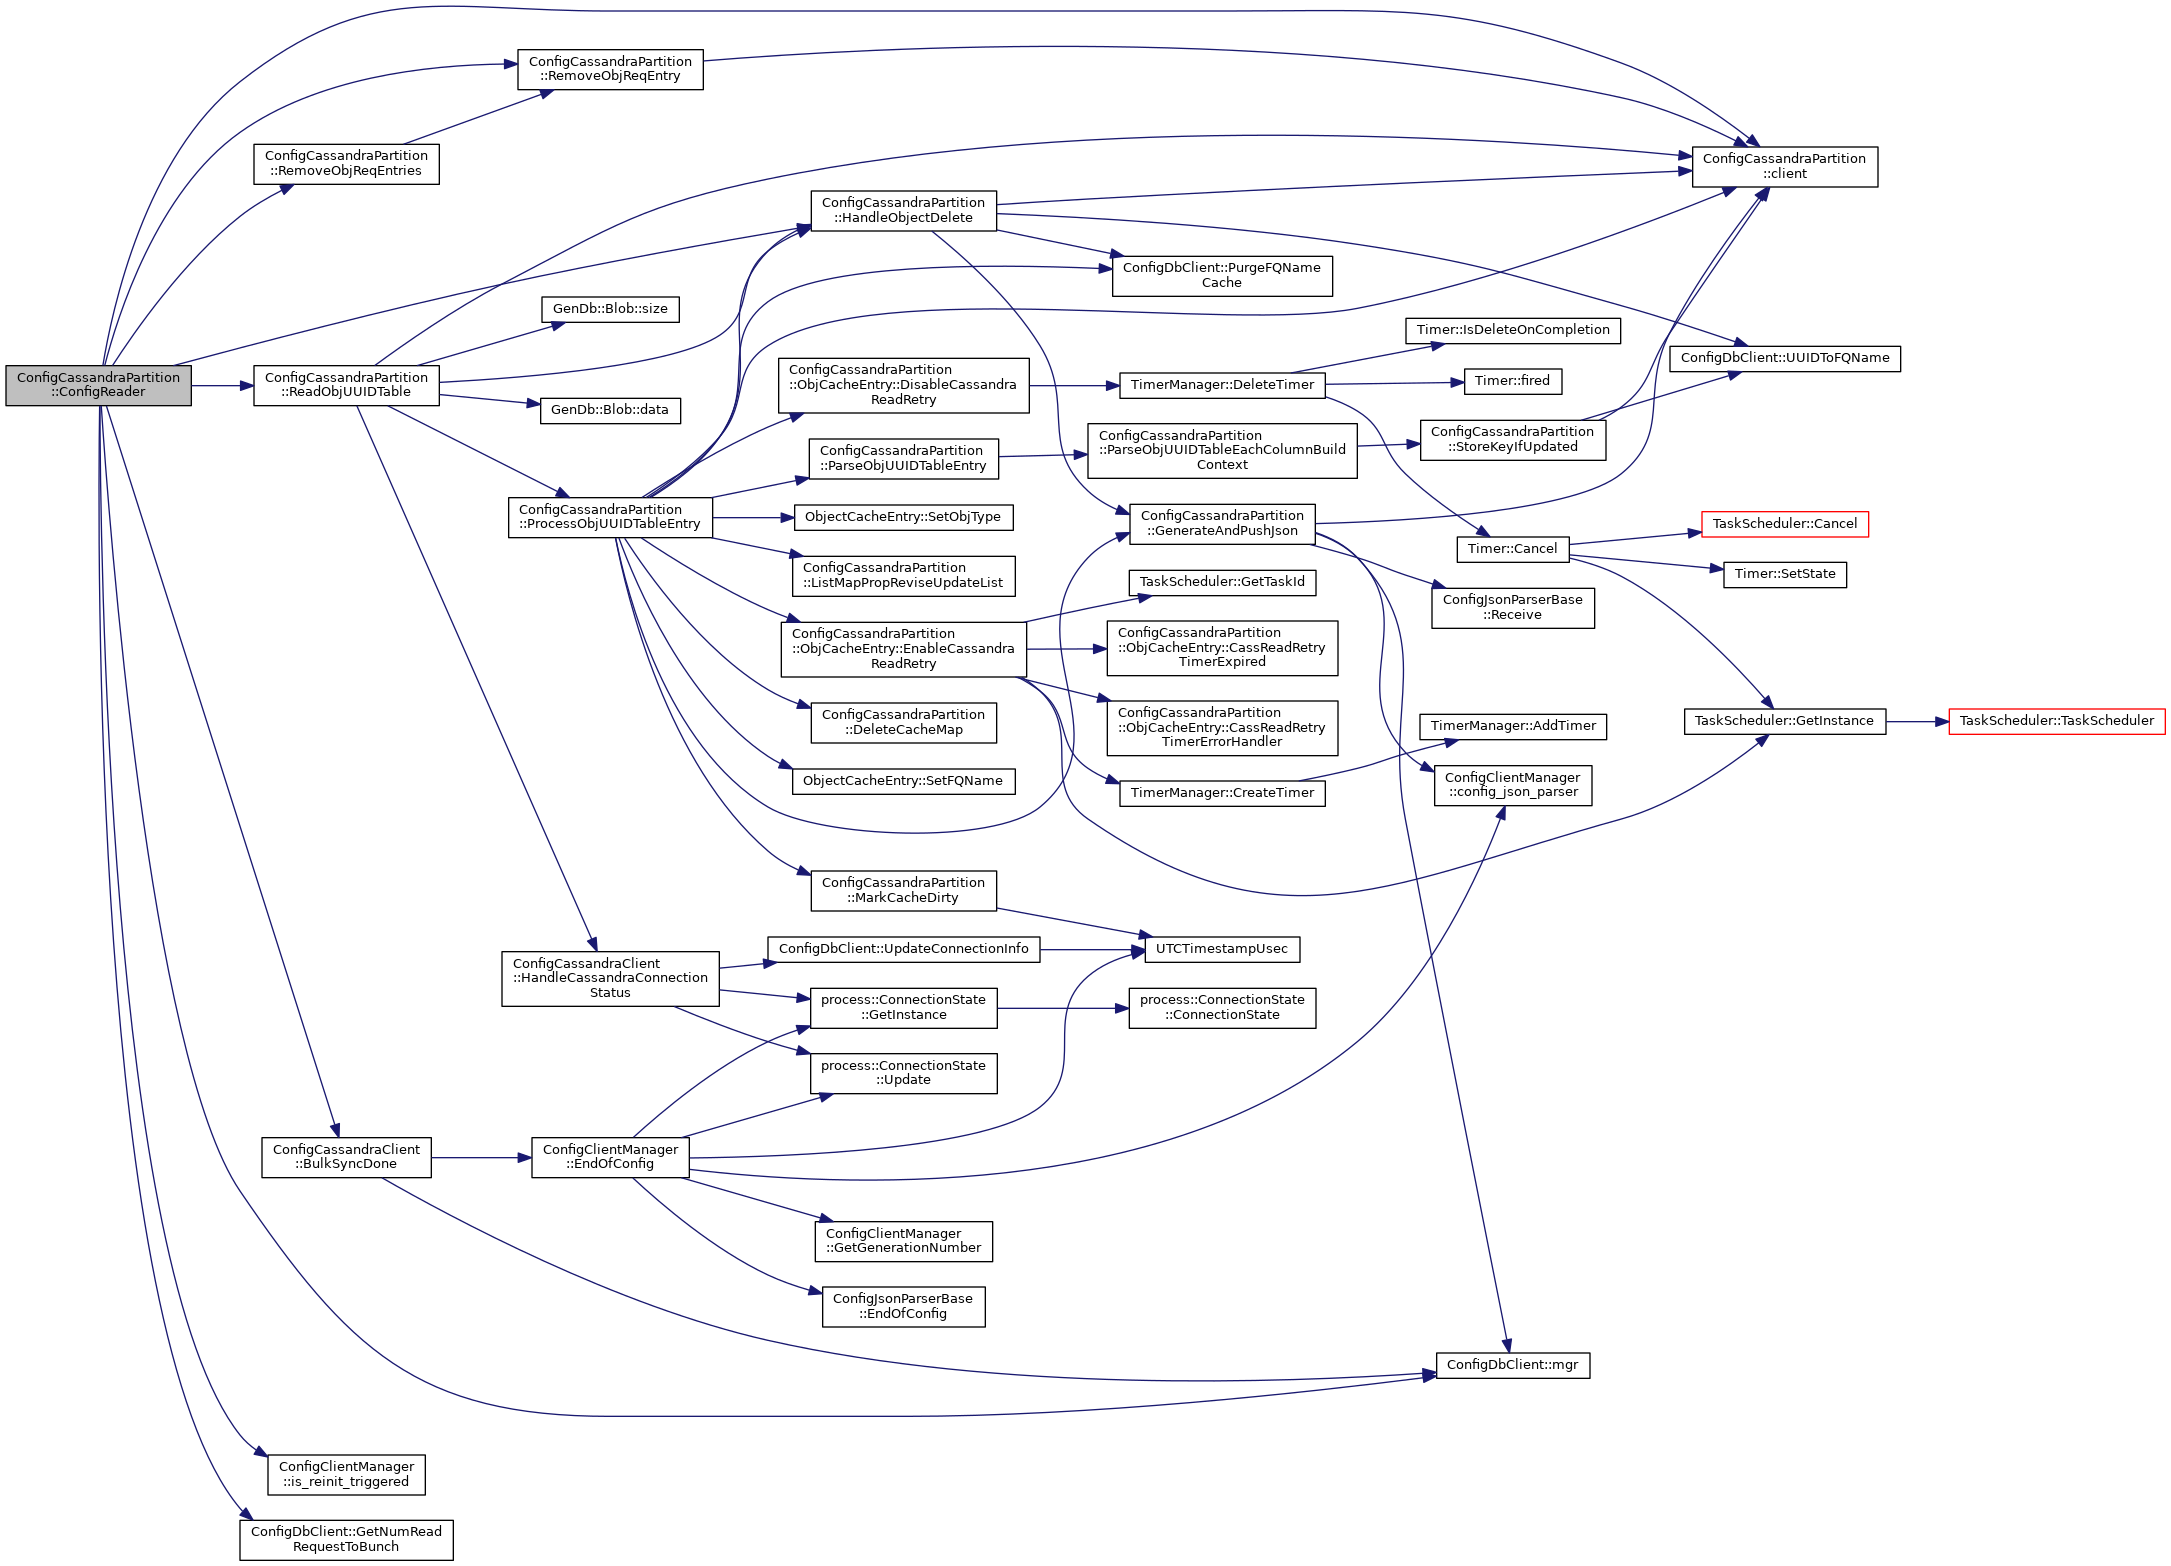 ConfigCassandraPartition
::ConfigReader
ConfigCassandraPartition
::RemoveObjReqEntry
ConfigCassandraPartition
::RemoveObjReqEntries
ConfigCassandraPartition
::client
ConfigCassandraPartition
::HandleObjectDelete
ConfigDbClient::PurgeFQName
Cache
GenDb::Blob::size
Timer::IsDeleteOnCompletion
ConfigDbClient::UUIDToFQName
ConfigCassandraPartition
::ReadObjUUIDTable
ConfigCassandraPartition
::ObjCacheEntry::DisableCassandra
ReadRetry
TimerManager::DeleteTimer
Timer::fired
GenDb::Blob::data
ConfigCassandraPartition
::ParseObjUUIDTableEntry
ConfigCassandraPartition
::ParseObjUUIDTableEachColumnBuild
Context
ConfigCassandraPartition
::StoreKeyIfUpdated
ConfigCassandraPartition
::ProcessObjUUIDTableEntry
ObjectCacheEntry::SetObjType
ConfigCassandraPartition
::GenerateAndPushJson
TaskScheduler::Cancel
Timer::Cancel
Timer::SetState
ConfigCassandraPartition
::ListMapPropReviseUpdateList
TaskScheduler::GetTaskId
ConfigJsonParserBase
::Receive
ConfigCassandraPartition
::ObjCacheEntry::EnableCassandra
ReadRetry
ConfigCassandraPartition
::ObjCacheEntry::CassReadRetry
TimerExpired
ConfigCassandraPartition
::DeleteCacheMap
ConfigCassandraPartition
::ObjCacheEntry::CassReadRetry
TimerErrorHandler
TimerManager::AddTimer
TaskScheduler::GetInstance
TaskScheduler::TaskScheduler
ObjectCacheEntry::SetFQName
TimerManager::CreateTimer
ConfigClientManager
::config_json_parser
ConfigCassandraPartition
::MarkCacheDirty
ConfigCassandraClient
::HandleCassandraConnection
Status
ConfigDbClient::UpdateConnectionInfo
UTCTimestampUsec
process::ConnectionState
::GetInstance
process::ConnectionState
::ConnectionState
process::ConnectionState
::Update
ConfigCassandraClient
::BulkSyncDone
ConfigClientManager
::EndOfConfig
ConfigClientManager
::GetGenerationNumber
ConfigJsonParserBase
::EndOfConfig
ConfigDbClient::mgr
ConfigClientManager
::is_reinit_triggered
ConfigDbClient::GetNumRead
RequestToBunch